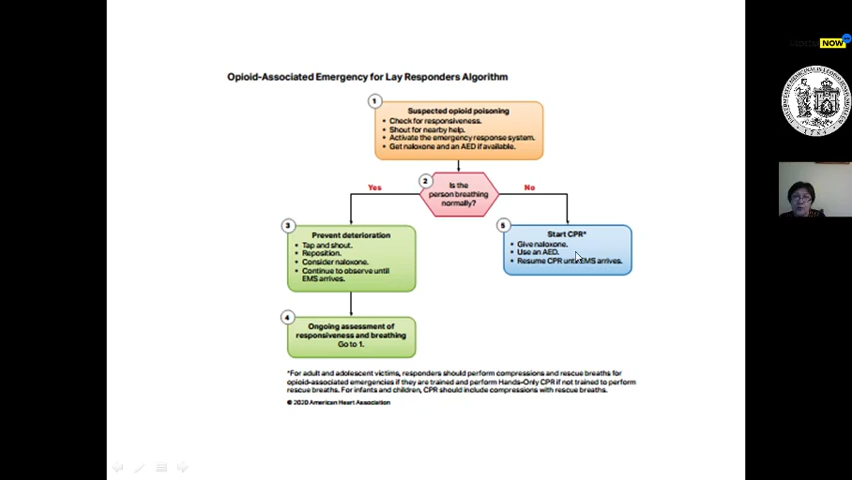 NOW
Opioid-Associated Emergency for Lay Responders Algorithm
1
Suspected opioid poisoning
• Check for responsiveness.
• Shout for nearby help.
• Activate the emergency response system.
• Get naloxone and an AED if available.
2
Is the
person breathing
normally?
Yes
No
3
Prevent deterioration
• Tap and shout.
• Reposition.
• Consider naloxone.
• Continue to observe until
EMS arrives.
5
Start CPR*
• Give naloxone.
• Use an AED.
• Resume CPR until EMS arrives.
4
Ongoing assessment of
responsiveness and breathing
Go to 1.
*For adult and adolescent victims, responders should perform compressions and rescue breaths for
opioid-associated emergencies if they are trained and perform Hands-Only CPR if not trained to perform
rescue breaths. For infants and children, CPR should include compressions with rescue breaths.
© 2020 American Heart Association